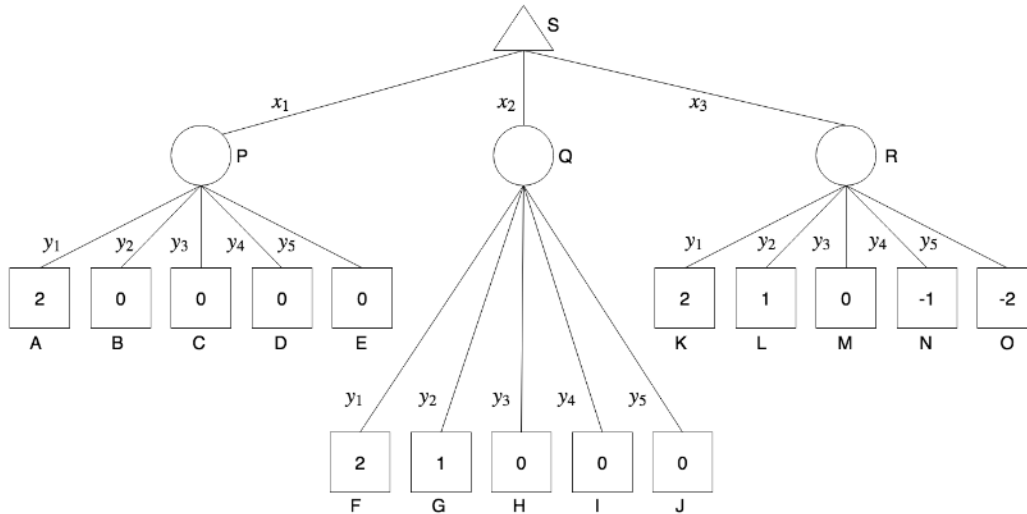 S
x₁ x₂ x₃
P Q R
y₁ y₂ y₃ y₄ y₅ y₁ y₂ y₃ y₄ y₅
2 0 0 0 0 2 1 0 -1 -2
A B C D E K L M N O
y₁ y₂ y₃ y₄ y₅
2 1 0 0 0
F G H I J